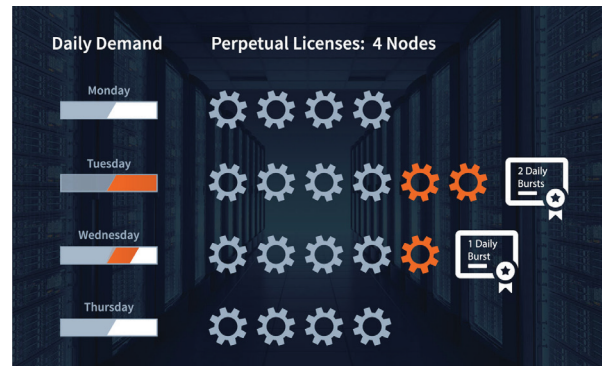 Daily Demand
Perpetual Licenses: 4 Nodes
Monday
Tuesday
2 Daily
Bursts
Wednesday
1 Daily
Burst
Thursday